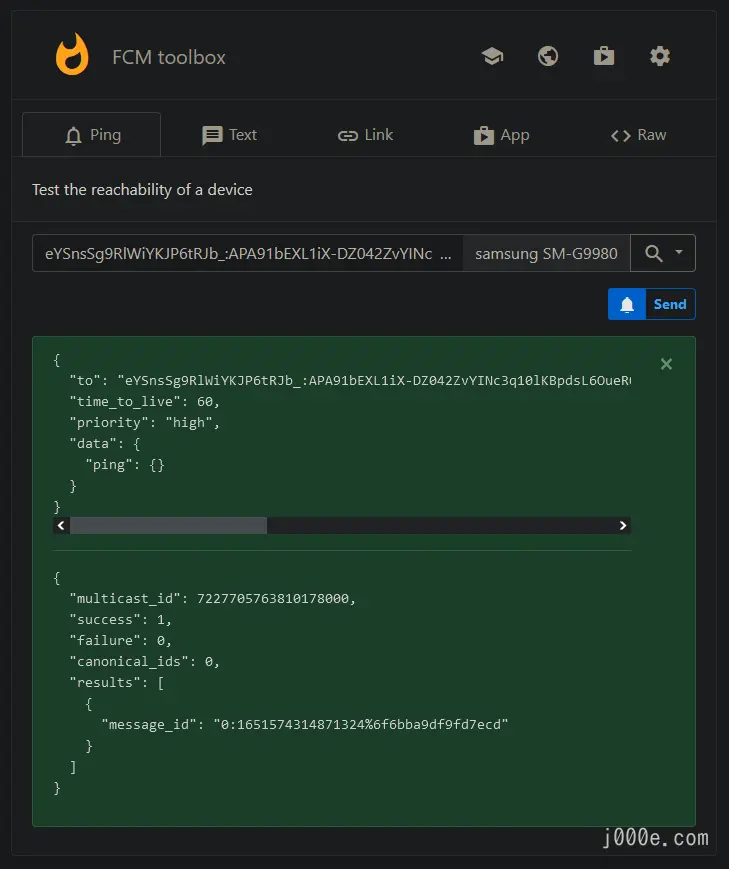 FCM toolbox
Ping
Text
Link
App
Raw
Test the reachability of a device
eYSnsSg9RlWiYKJP6tRJb_:APA91bEXL1iX-DZ042ZvYINc ...
samsung SM-G9980
Send
{
"to": "eYSnsSg9RlWiYKJP6tRJb_:APA91bEXL1iX-DZ042ZvYINc3q10lKBpdsL6OueR
"time_to_live": 60,
"priority": "high",
"data": {
"ping": {}
}
}
{
"multicast_id": 7227705763810178000,
"success": 1,
"failure": 0,
"canonical_ids": 0,
"results": [
{
"message_id": "0:1651574314871324%6f6bba9df9fd7ecd"
}
]
}
j000e.com